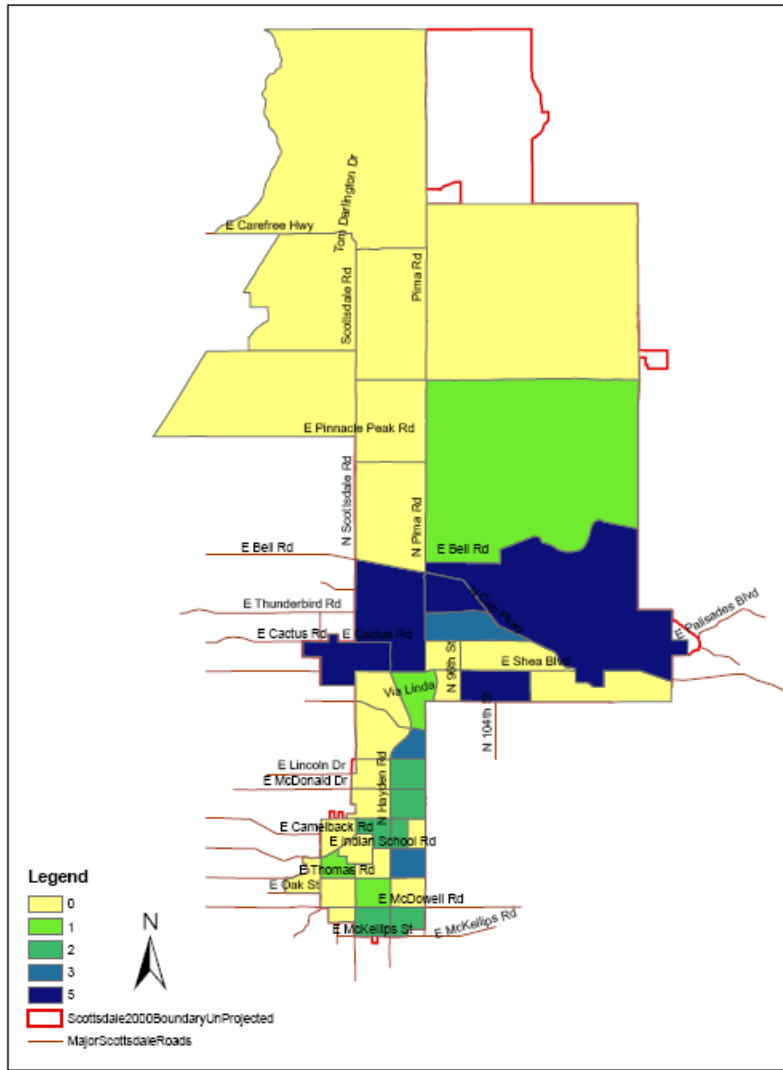 Tom Darlington Dr
E Carefree Hwy
Scottsdale Rd
Pima Rd
E Pinnacle Peak Rd
N Scottsdale Rd
N Pima Rd
E Bell Rd
E Bell Rd
E Thunderbird Rd
E Cactus Rd
E Cactus Rd
E Palisades Blvd
N 96th St
E Shea Blvd
Via Linda
N 104th St
E Lincoln Dr
E McDonald Dr
N Hayden Rd
E Camelback Rd
E Indian School Rd
E Thomas Rd
E Oak St
E McDowell Rd
E McKellips St
E McKellips Rd
Legend
0
1
2
3
5
Scottsdale2000BoundaryUnProjected
MajorScottsdaleRoads
N